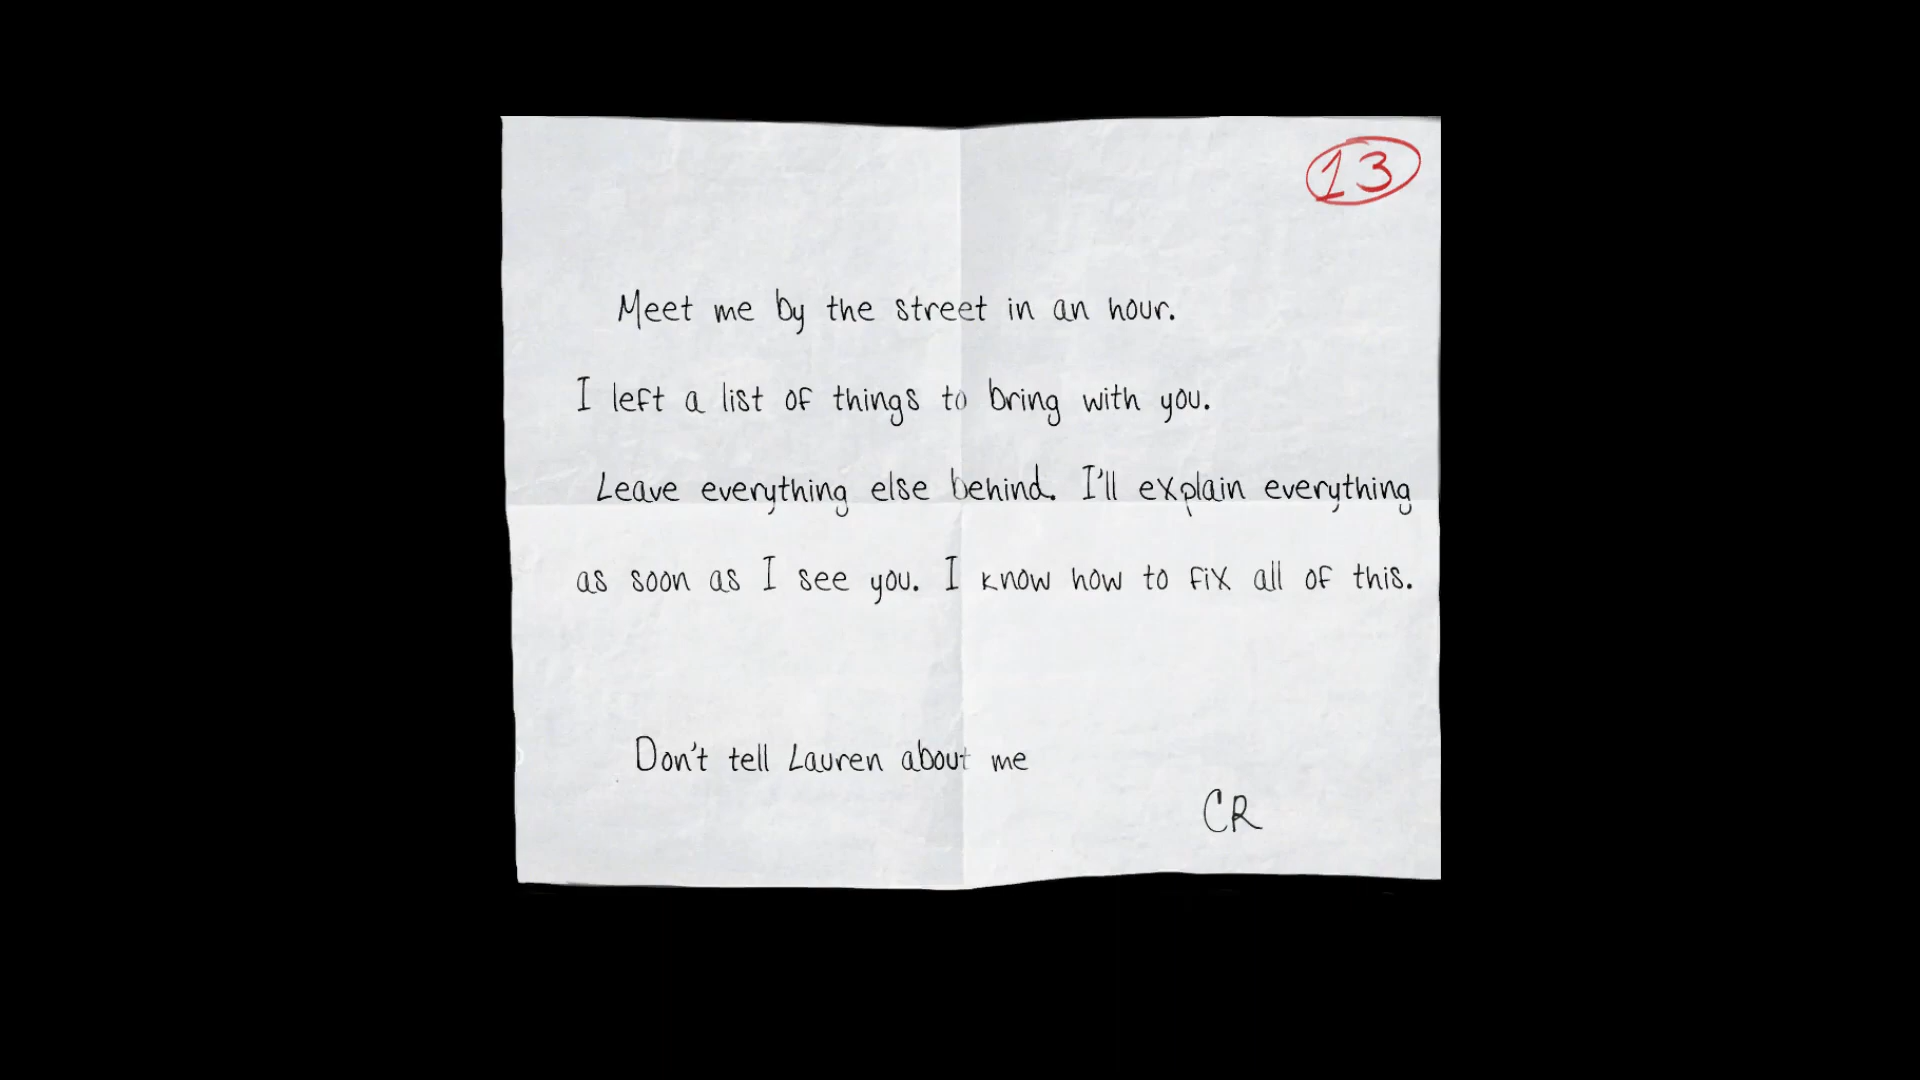 13
Meet me by the street in an hour.
I left a list of things to bring with you.
Leave everything else behind. I'll explain everything
as soon as I see you. I know how to fix all of this.
Don't tell Lauren about me
CR